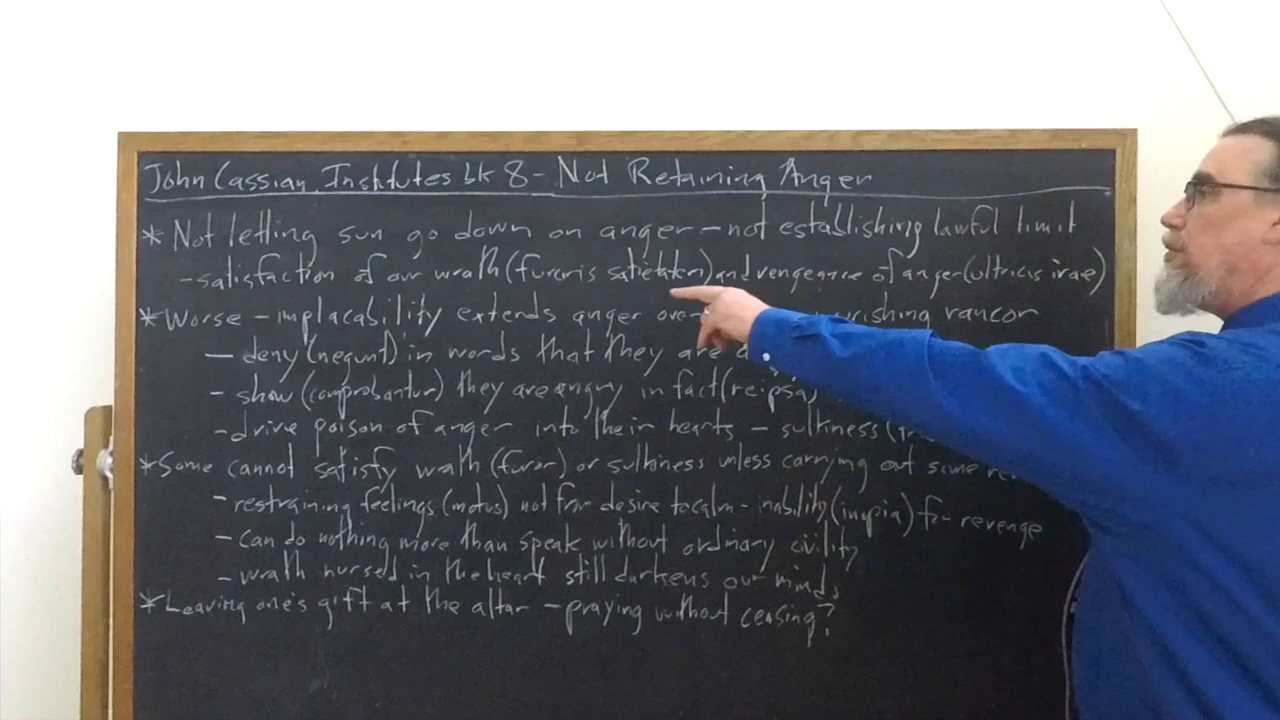 John Cassian, Institutes bk 8 - Not Retaining Anger
* Not letting sun go down on anger - not establishing lawful limit
- satisfaction of our wrath (furoris satietatem) and vengeance of anger (ultricis irae)
* Worse - implacability extends anger over nourishing rancor
- deny (negunt) in words that they are
- show (comprobantur) they are angry in fact (re ipsa)
- drive poison of anger into their hearts - sulkiness
* Some cannot satisfy wrath (furor) or sulkiness unless carrying out some
- restraining feelings (motus) not from desire to calm - inability (inopia) for revenge
- can do nothing more than speak without ordinary civility
- wrath nursed in the heart still darkens our minds
* Leaving one's gift at the altar - praying without ceasing?